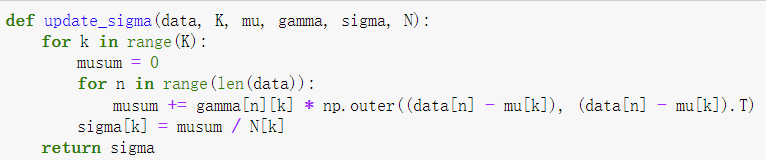 def update_sigma(data, K, mu, gamma, sigma, N):
    for k in range(K):
        musum = 0
        for n in range(len(data)):
            musum += gamma[n][k] * np.outer((data[n] - mu[k]), (data[n] - mu[k]).T)
        sigma[k] = musum / N[k]
    return sigma